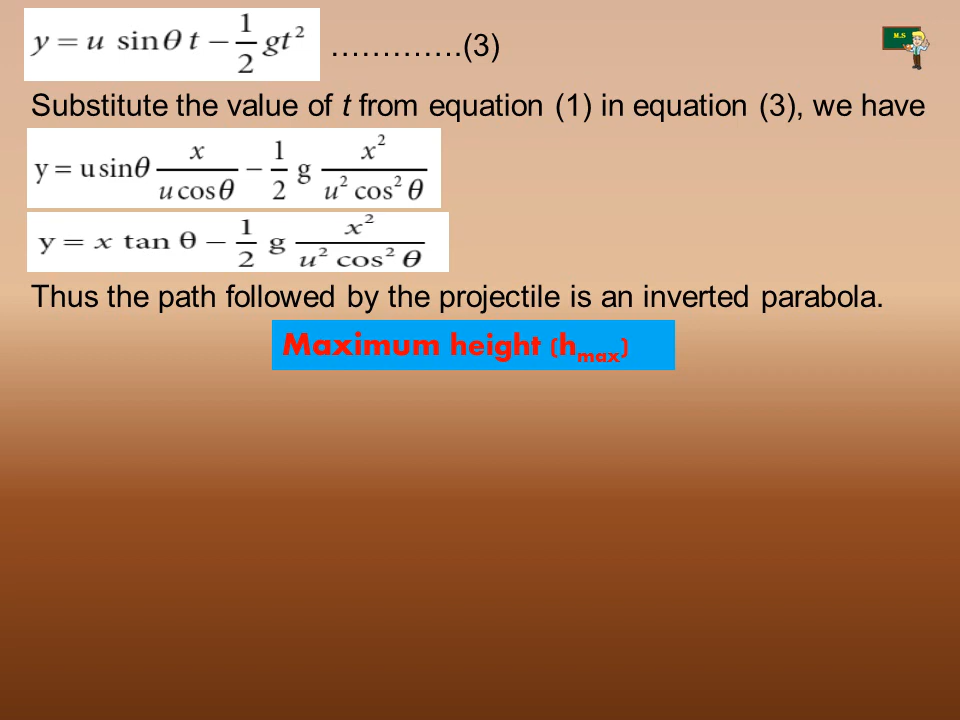 y = u sinθ t − 1/2 gt² ………….(3)
M.S
Substitute the value of t from equation (1) in equation (3), we have
y = u sinθ x/(u cosθ) − 1/2 g x²/(u² cos² θ)
y = x tan θ − 1/2 g x²/(u² cos² θ)
Thus the path followed by the projectile is an inverted parabola.
Maximum height (hmax)